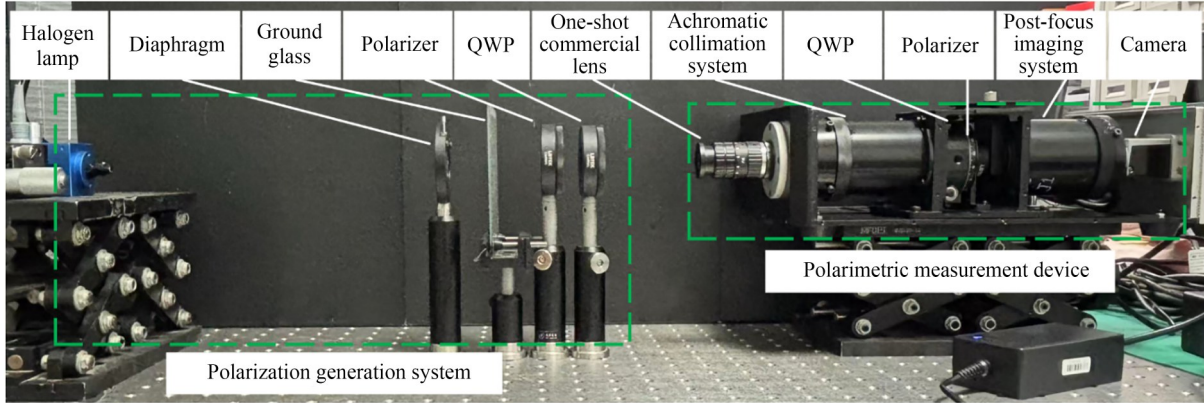 Halogen
lamp
Diaphragm
Ground
glass
Polarizer
QWP
One-shot
commercial
lens
Achromatic
collimation
system
QWP
Polarizer
Post-focus
imaging
system
Camera
Polarimetric measurement device
Polarization generation system